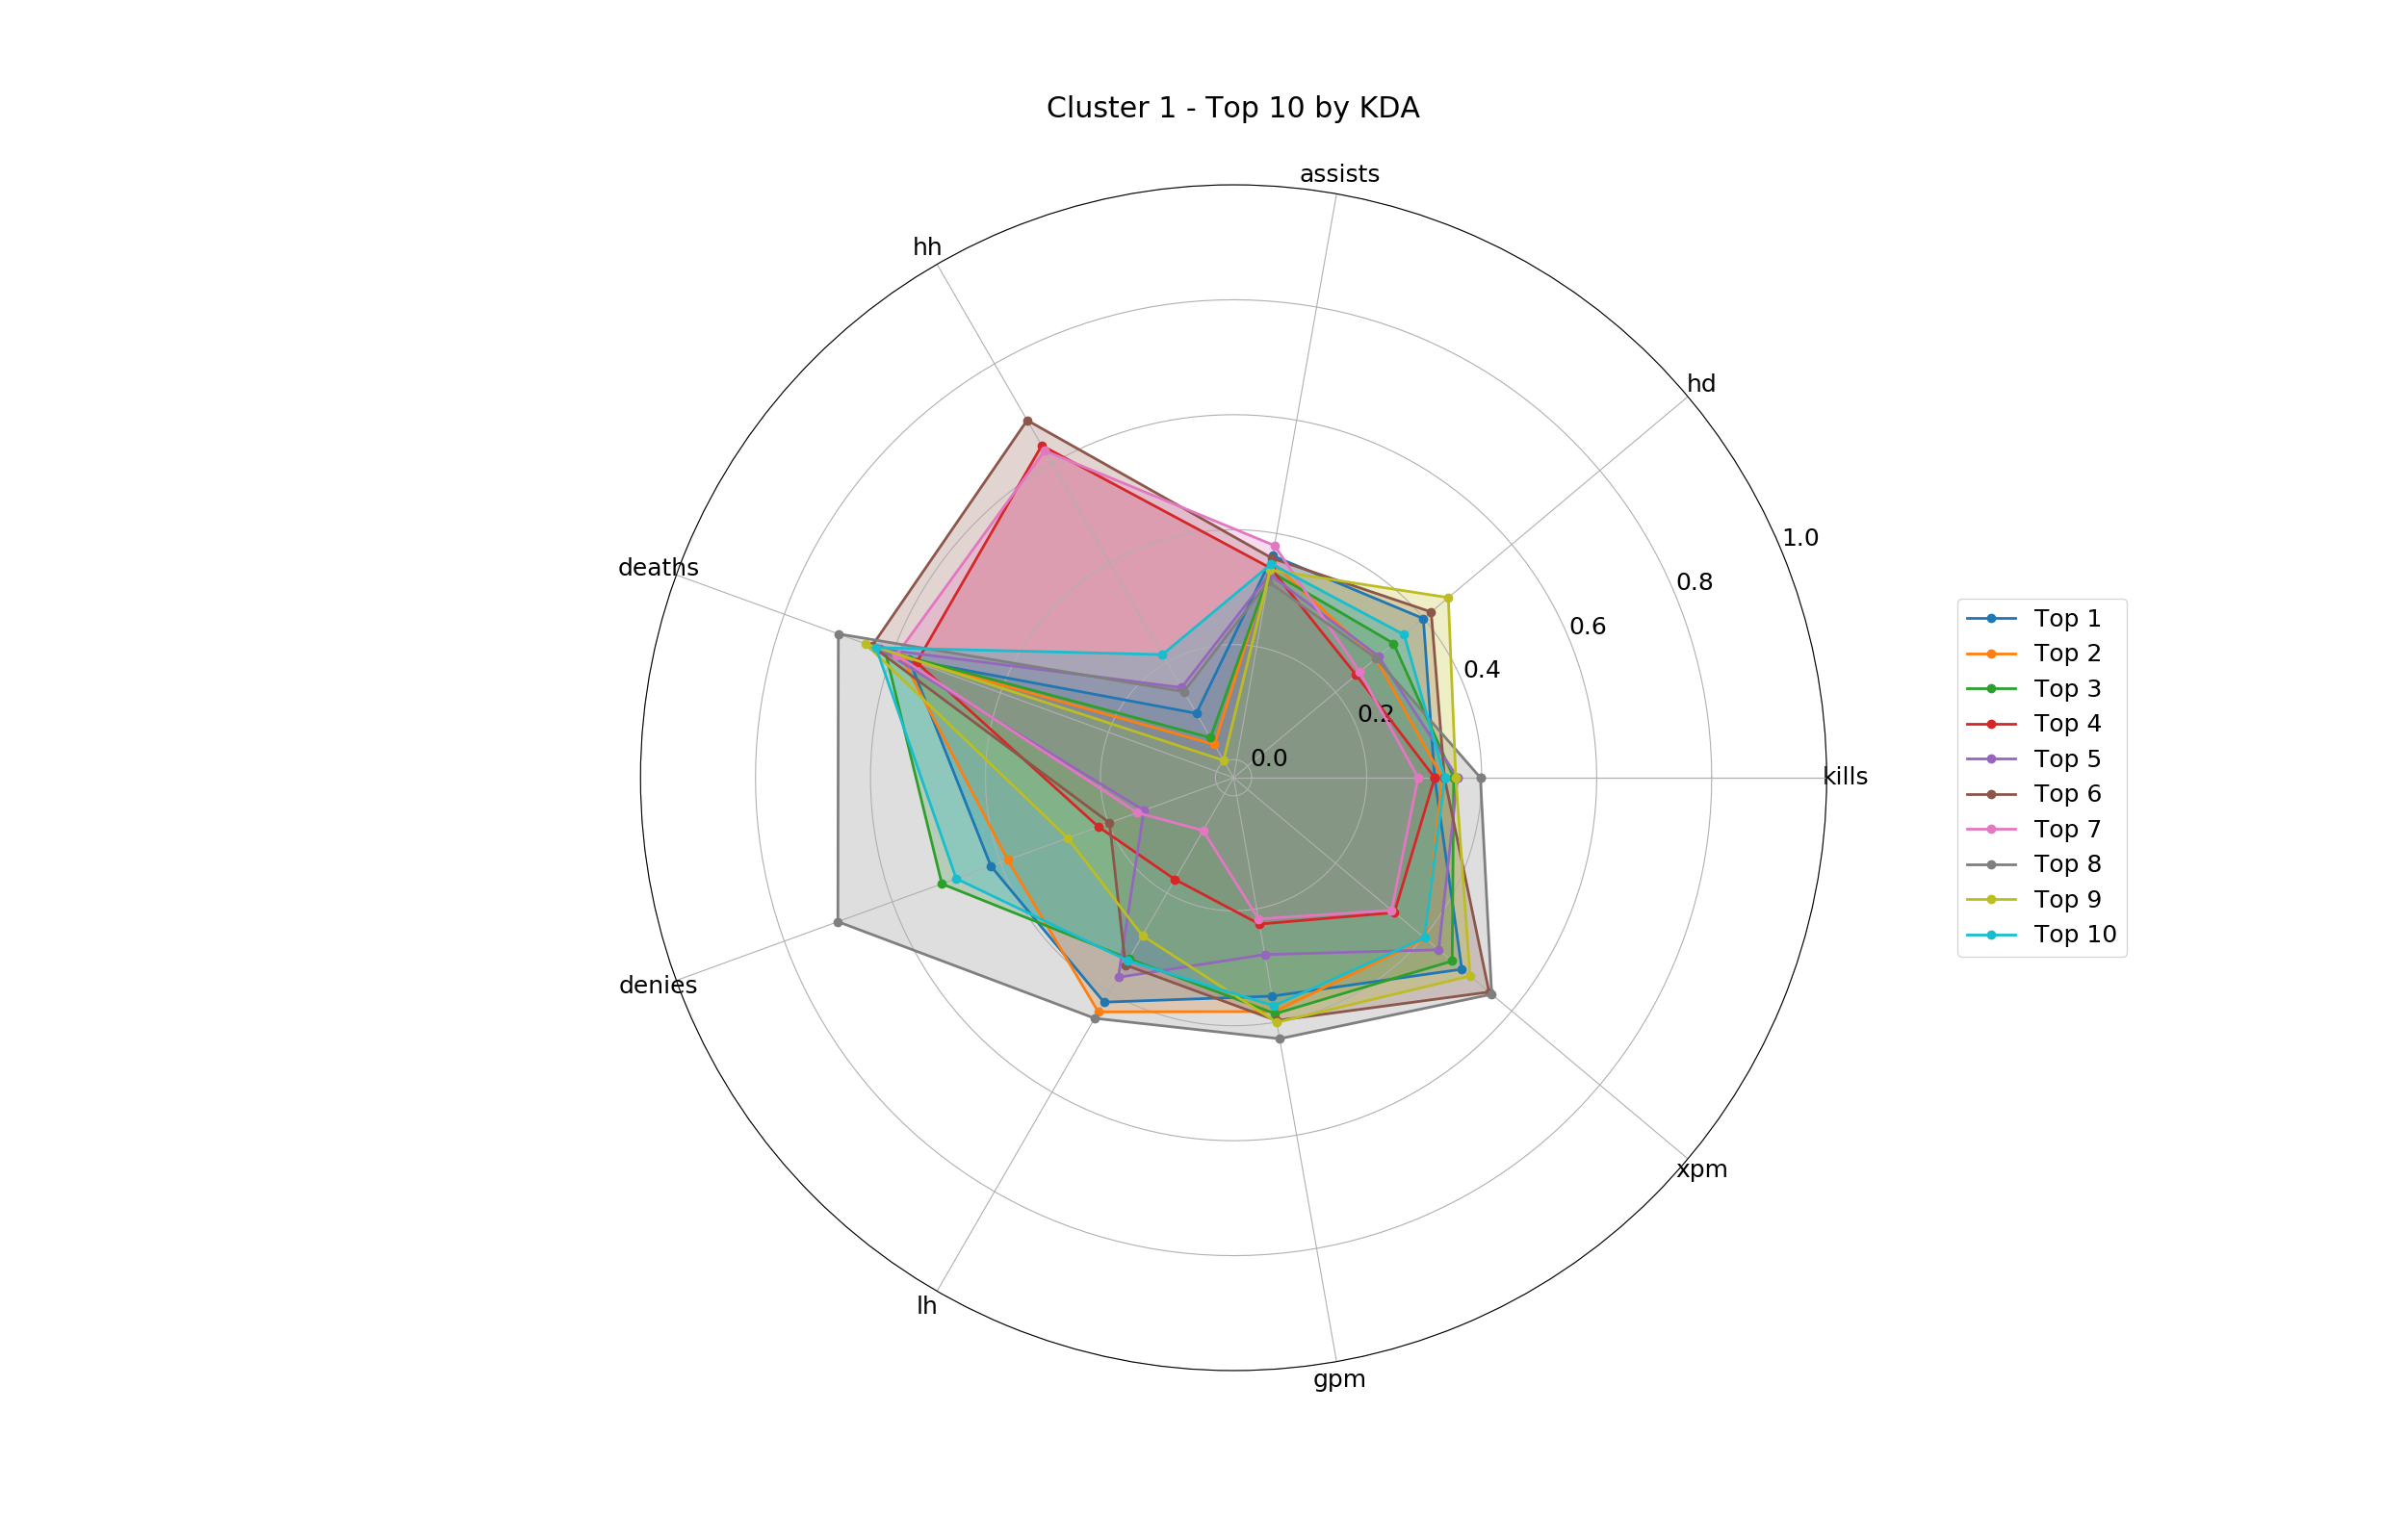 Cluster 1 - Top 10 by KDA
assists
hh
hd
1.0
deaths
0.8
0.6
0.4
0.2
0.0
kills
denies
xpm
lh
gpm
Top 1
Top 2
Top 3
Top 4
Top 5
Top 6
Top 7
Top 8
Top 9
Top 10